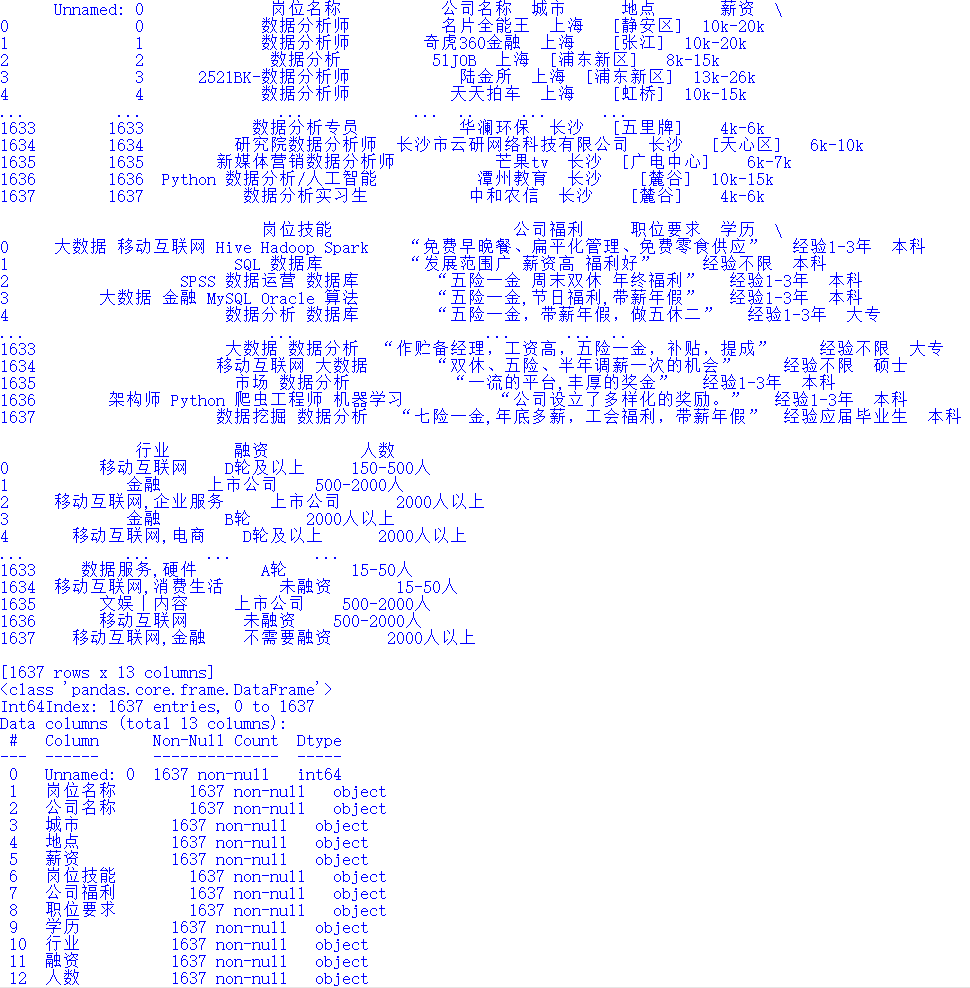 Unnamed: 0 岗位名称 公司名称 城市 地点 薪资 \
0 0 数据分析师 名片全能王 上海 [静安区] 10k-20k
1 1 数据分析师 奇虎360金融 上海 [张江] 10k-20k
2 2 数据分析 51JOB 上海 [浦东新区] 8k-15k
3 3 2521BK-数据分析师 陆金所 上海 [浦东新区] 13k-26k
4 4 数据分析师 天天拍车 上海 [虹桥] 10k-15k
... ... ... ... .. ... ...
1633 1633 数据分析专员 华澜环保 长沙 [五里牌] 4k-6k
1634 1634 研究院数据分析师 长沙市云研网络科技有限公司 长沙 [天心区] 6k-10k
1635 1635 新媒体营销数据分析师 芒果tv 长沙 [广电中心] 6k-7k
1636 1636 Python 数据分析/人工智能 潭州教育 长沙 [麓谷] 10k-15k
1637 1637 数据分析实习生 中和农信 长沙 [麓谷] 4k-6k
岗位技能 公司福利 职位要求 学历 \
0 大数据 移动互联网 Hive Hadoop Spark “免费早晚餐、扁平化管理、免费零食供应” 经验1-3年 本科
1 SQL 数据库 “发展范围广 薪资高 福利好” 经验不限 本科
2 SPSS 数据运营 数据库 “五险一金 周末双休 年终福利” 经验1-3年 本科
3 大数据 金融 MySQL Oracle 算法 “五险一金,节日福利,带薪年假” 经验1-3年 本科
4 数据分析 数据库 “五险一金，带薪年假，做五休二” 经验1-3年 大专
... ... ... ... ..
1633 大数据 数据分析 “作贮备经理，工资高，五险一金，补贴，提成” 经验不限 大专
1634 移动互联网 大数据 “双休、五险、半年调薪一次的机会” 经验不限 硕士
1635 市场 数据分析 “一流的平台,丰厚的奖金” 经验1-3年 本科
1636 架构师 Python 爬虫工程师 机器学习 “公司设立了多样化的奖励。” 经验1-3年 本科
1637 数据挖掘 数据分析 “七险一金,年底多薪，工会福利，带薪年假” 经验应届毕业生 本科
行业 融资 人数
0 移动互联网 D轮及以上 150-500人
1 金融 上市公司 500-2000人
2 移动互联网,企业服务 上市公司 2000人以上
3 金融 B轮 2000人以上
4 移动互联网,电商 D轮及以上 2000人以上
... ... ... ...
1633 数据服务,硬件 A轮 15-50人
1634 移动互联网,消费生活 未融资 15-50人
1635 文娱丨内容 上市公司 500-2000人
1636 移动互联网 未融资 500-2000人
1637 移动互联网,金融 不需要融资 2000人以上
[1637 rows x 13 columns]
<class 'pandas.core.frame.DataFrame'>
Int64Index: 1637 entries, 0 to 1637
Data columns (total 13 columns):
# Column Non-Null Count Dtype
--- ------ -------------- -----
0 Unnamed: 0 1637 non-null int64
1 岗位名称 1637 non-null object
2 公司名称 1637 non-null object
3 城市 1637 non-null object
4 地点 1637 non-null object
5 薪资 1637 non-null object
6 岗位技能 1637 non-null object
7 公司福利 1637 non-null object
8 职位要求 1637 non-null object
9 学历 1637 non-null object
10 行业 1637 non-null object
11 融资 1637 non-null object
12 人数 1637 non-null object